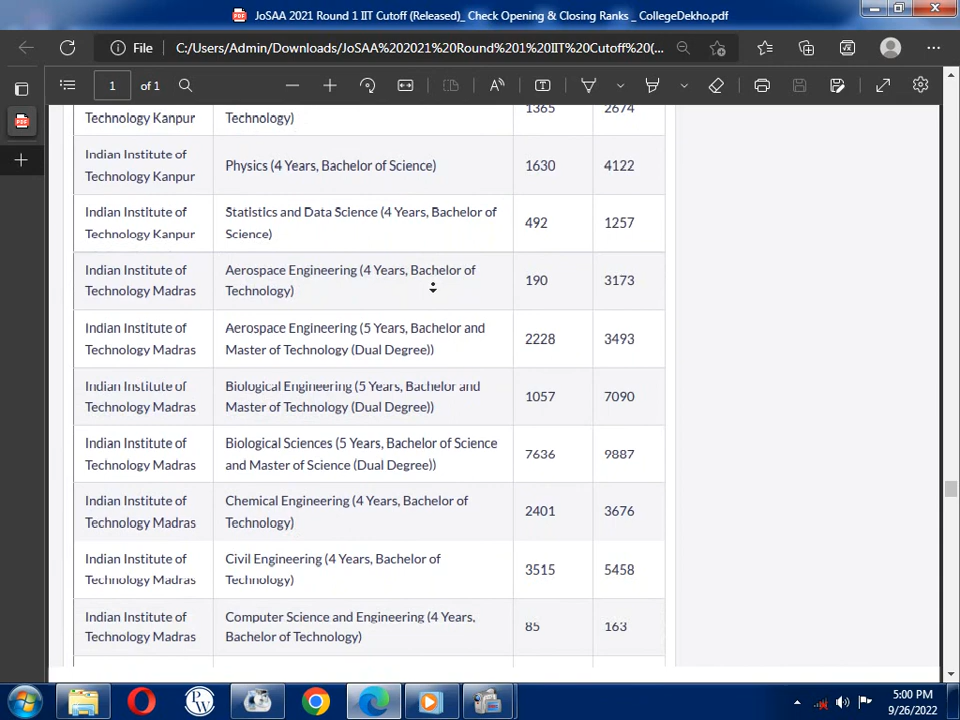 JoSAA 2021 Round 1 IIT Cutoff (Released)_ Check Opening & Closing Ranks _ CollegeDekho.pdf
File C:/Users/Admin/Downloads/JoSAA%202021%20Round%201%20IIT%20Cutoff%20(...
1 of 1
Technology Kanpur Technology) 1365 2674
Indian Institute of
Technology Kanpur
Physics (4 Years, Bachelor of Science) 1630 4122
Indian Institute of
Technology Kanpur
Statistics and Data Science (4 Years, Bachelor of
Science)
492 1257
Indian Institute of
Technology Madras
Aerospace Engineering (4 Years, Bachelor of
Technology)
190 3173
Indian Institute of
Technology Madras
Aerospace Engineering (5 Years, Bachelor and
Master of Technology (Dual Degree))
2228 3493
Indian Institute of
Technology Madras
Biological Engineering (5 Years, Bachelor and
Master of Technology (Dual Degree))
1057 7090
Indian Institute of
Technology Madras
Biological Sciences (5 Years, Bachelor of Science
and Master of Science (Dual Degree))
7636 9887
Indian Institute of
Technology Madras
Chemical Engineering (4 Years, Bachelor of
Technology)
2401 3676
Indian Institute of
Technology Madras
Civil Engineering (4 Years, Bachelor of
Technology)
3515 5458
Indian Institute of
Technology Madras
Computer Science and Engineering (4 Years,
Bachelor of Technology)
85 163
5:00 PM
9/26/2022